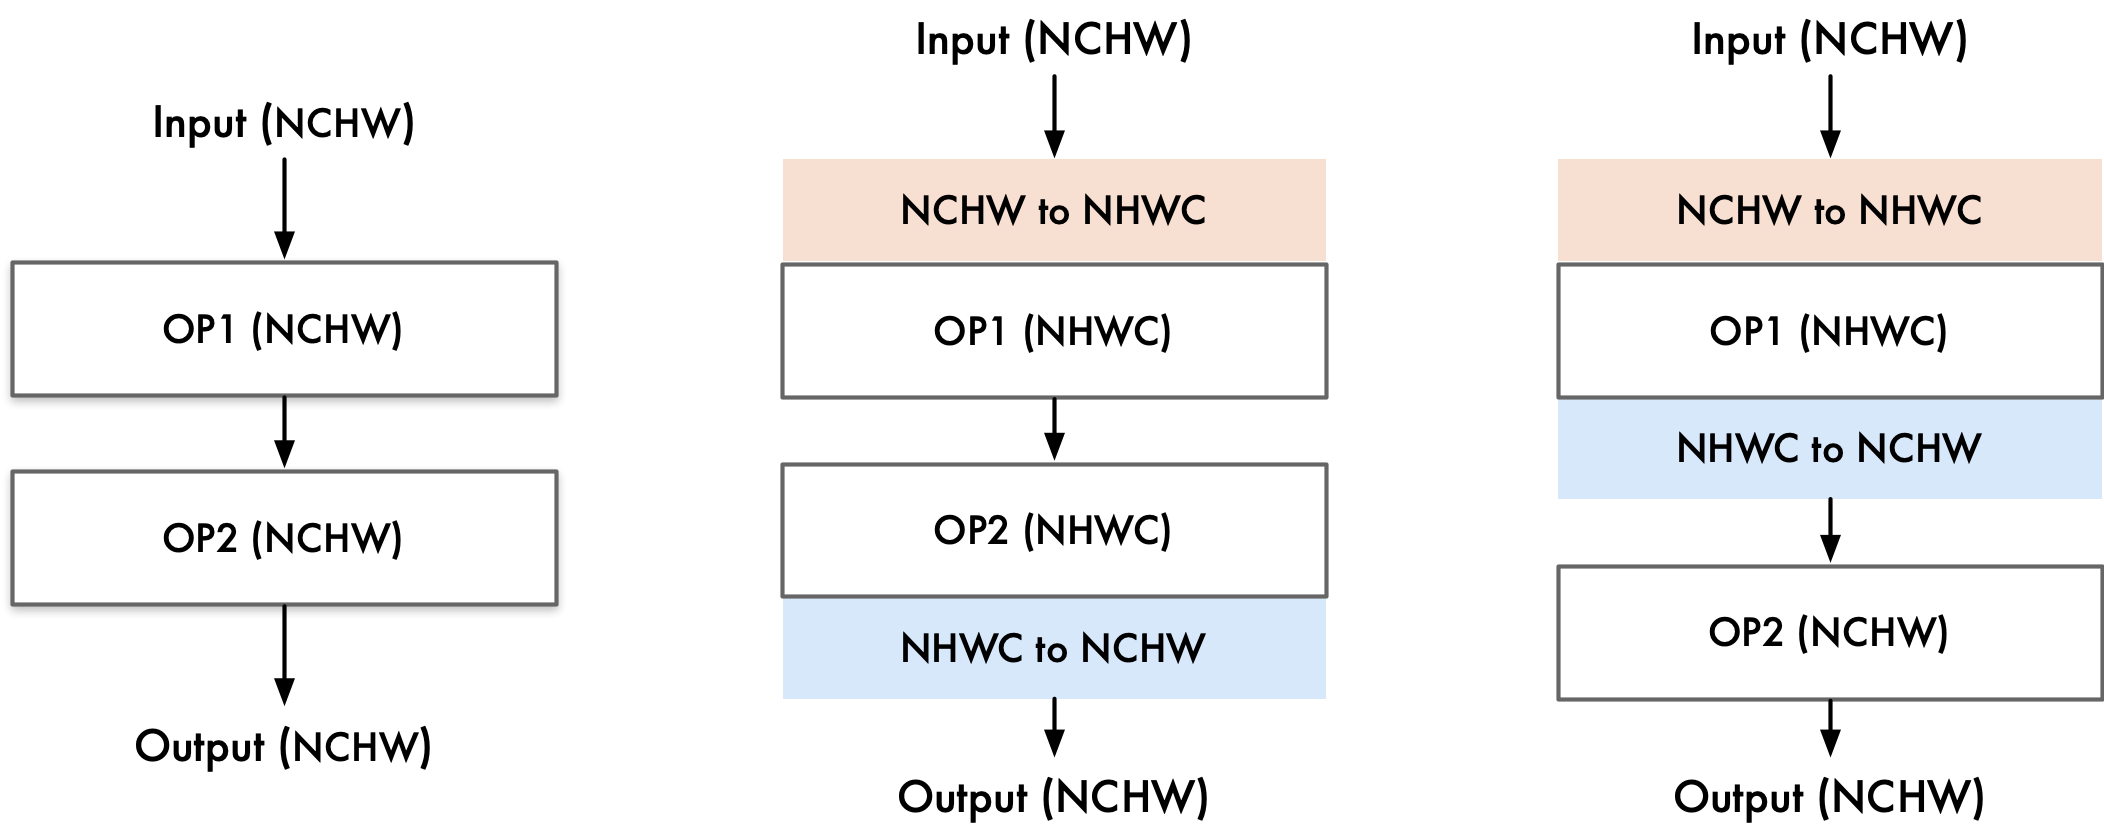 Input (NCHW)
OP1 (NCHW)
OP2 (NCHW)
Output (NCHW)
Input (NCHW)
NCHW to NHWC
OP1 (NHWC)
OP2 (NHWC)
NHWC to NCHW
Output (NCHW)
Input (NCHW)
NCHW to NHWC
OP1 (NHWC)
NHWC to NCHW
OP2 (NCHW)
Output (NCHW)